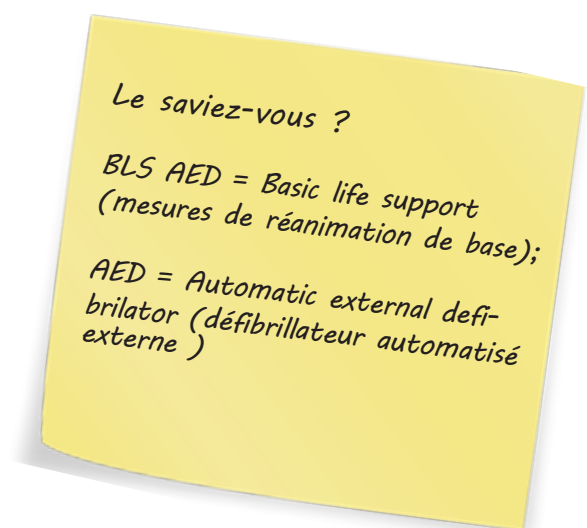 Le saviez-vous ?
BLS AED = Basic life support
(mesures de réanimation de base);
AED = Automatic external defi-
brilator (défibrillateur automatisé
externe )